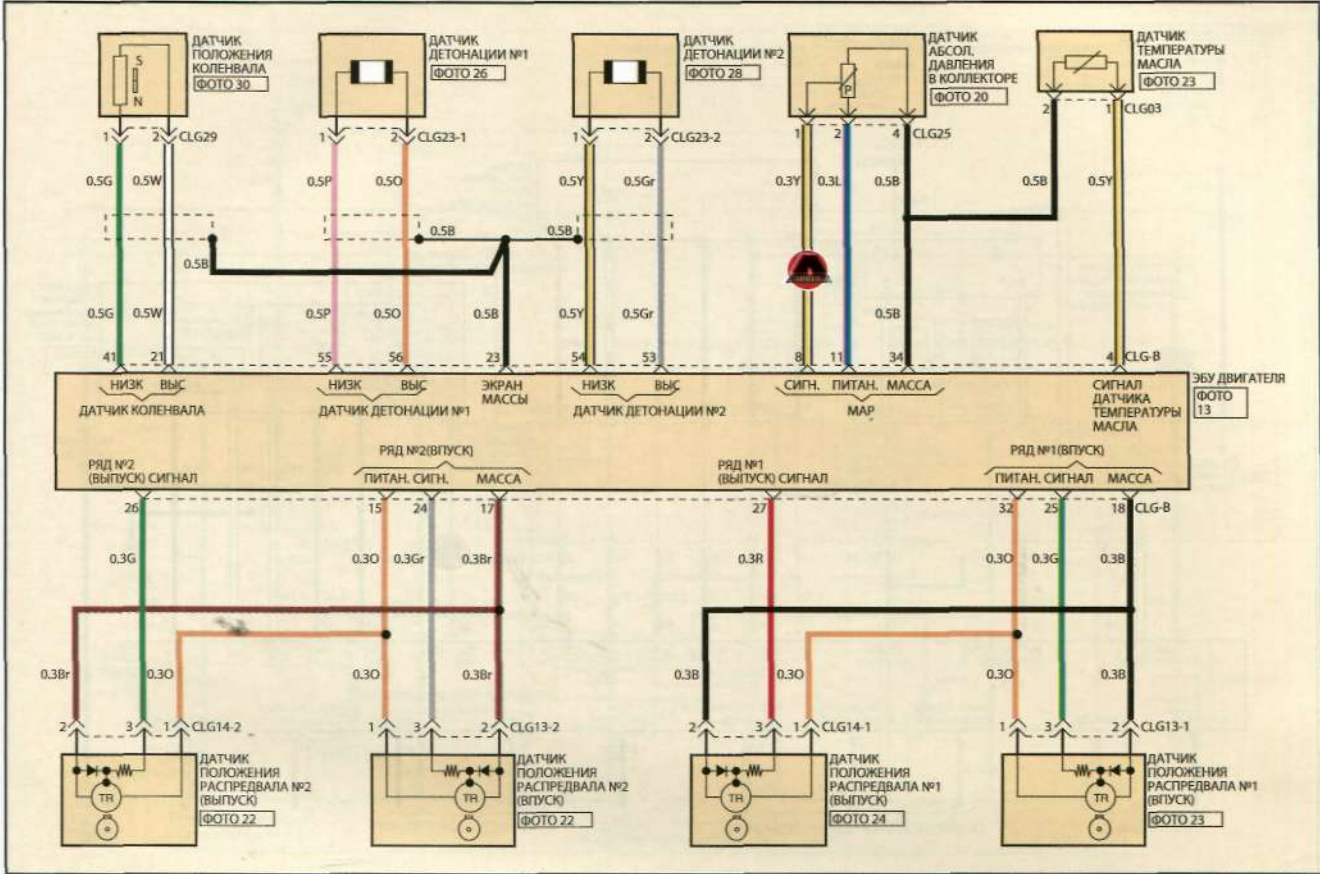 ДАТЧИК
ПОЛОЖЕНИЯ
КОЛЕНВАЛА
ФОТО 30
S
N
ДАТЧИК
ДЕТОНАЦИИ №1
ФОТО 26
ДАТЧИК
ДЕТОНАЦИИ №2
ФОТО 28
ДАТЧИК
АБСОЛ.
ДАВЛЕНИЯ
В КОЛЛЕКТОРЕ
ФОТО 20
P
ДАТЧИК
ТЕМПЕРАТУРЫ
МАСЛА
ФОТО 23
2 1 CLG03
1 2 CLG29 1 2 CLG23-1 1 2 CLG23-2 1 2 4 CLG25
0.5G 0.5W 0.5P 0.5O 0.5Y 0.5Gr 0.3Y 0.3L 0.5B 0.5B 0.5Y
0.5B 0.5B
0.5B
0.5G 0.5W 0.5P 0.5O 0.5B 0.5Y 0.5Gr 0.5B
41 21 55 56 23 54 53 8 11 34 4 CLG-B
НИЗК ВЫС НИЗК ВЫС ЭКРАН МАССЫ НИЗК ВЫС СИГН. ПИТАН. МАССА
ДАТЧИК КОЛЕНВАЛА ДАТЧИК ДЕТОНАЦИИ №1 ДАТЧИК ДЕТОНАЦИИ №2 МАР
СИГНАЛ
ДАТЧИКА
ТЕМПЕРАТУРЫ
МАСЛА
ЭБУ ДВИГАТЕЛЯ
ФОТО
13
РЯД №2
(ВЫПУСК) СИГНАЛ
РЯД №2(ВПУСК)
ПИТАН. СИГН. МАССА
РЯД №1
(ВЫПУСК) СИГНАЛ
РЯД №1(ВПУСК)
ПИТАН. СИГНАЛ МАССА
26 15 24 17 27 32 25 18 CLG-B
0.3G 0.3O 0.3Gr 0.3Br 0.3R 0.3O 0.3G 0.3B
0.3Br 0.3O 0.3O 0.3Br 0.3B 0.3O 0.3O 0.3B
2 3 1 CLG14-2 1 3 2 CLG13-2 2 3 1 CLG14-1 1 3 2 CLG13-1
TR
ДАТЧИК
ПОЛОЖЕНИЯ
РАСПРЕДВАЛА №2
(ВЫПУСК)
ФОТО 22
TR
ДАТЧИК
ПОЛОЖЕНИЯ
РАСПРЕДВАЛА №2
(ВПУСК)
ФОТО 22
TR
ДАТЧИК
ПОЛОЖЕНИЯ
РАСПРЕДВАЛА №1
(ВЫПУСК)
ФОТО 24
TR
ДАТЧИК
ПОЛОЖЕНИЯ
РАСПРЕДВАЛА №1
(ВПУСК)
ФОТО 23